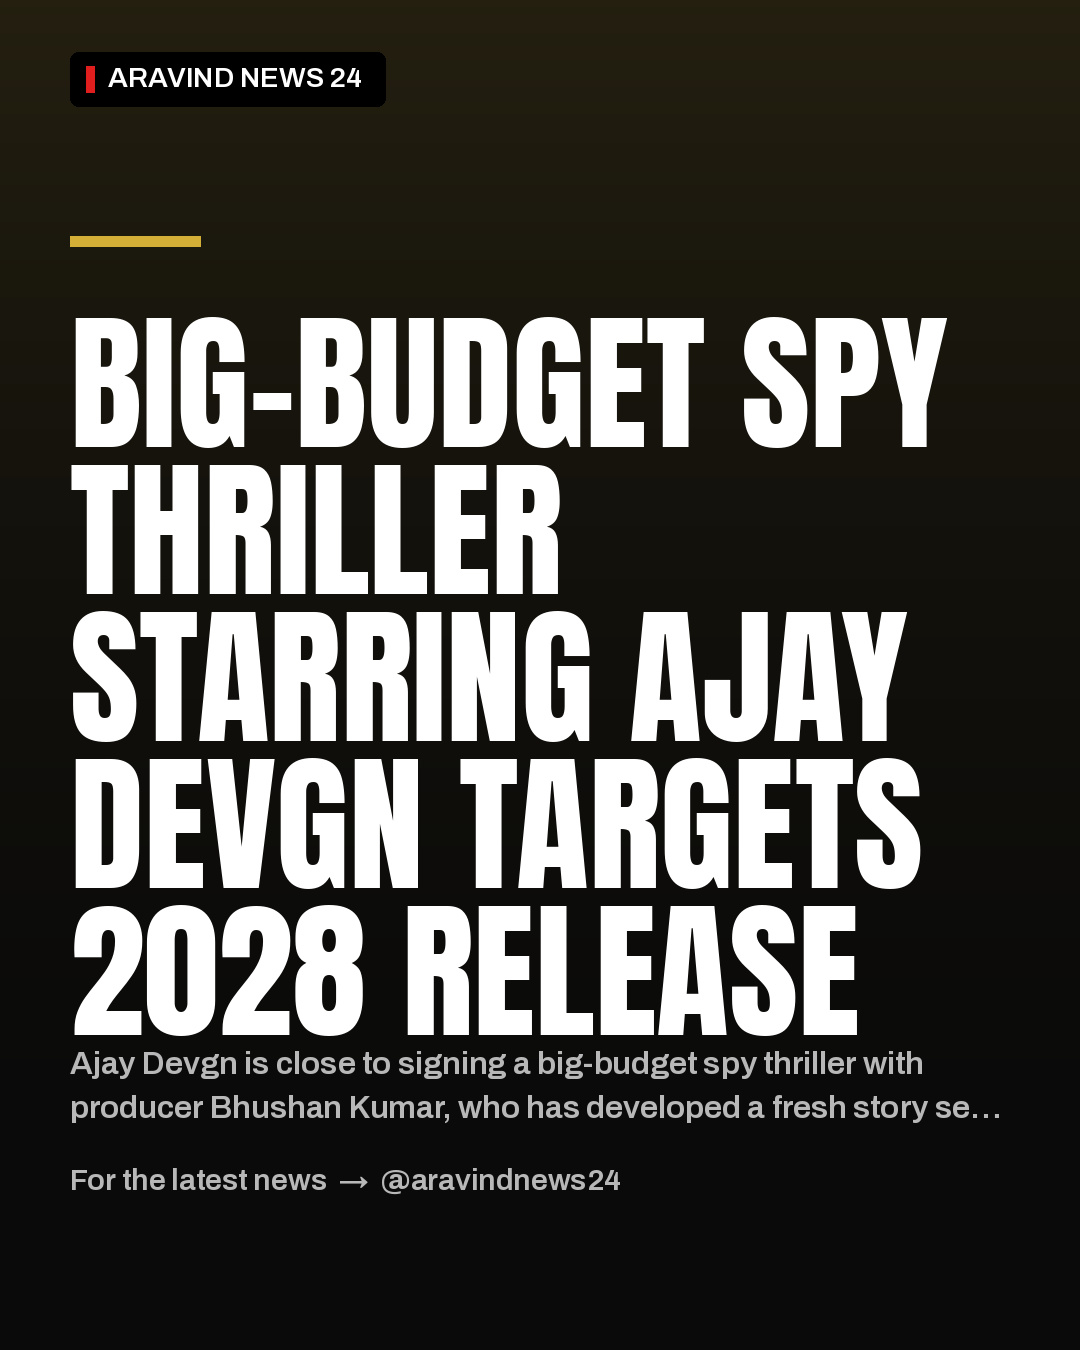 ARAVIND NEWS 24
BIG-BUDGET SPY
THRILLER
STARRING AJAY
DEVGN TARGETS
2028 RELEASE
Ajay Devgn is close to signing a big-budget spy thriller with
producer Bhushan Kumar, who has developed a fresh story se...
For the latest news → @aravindnews24